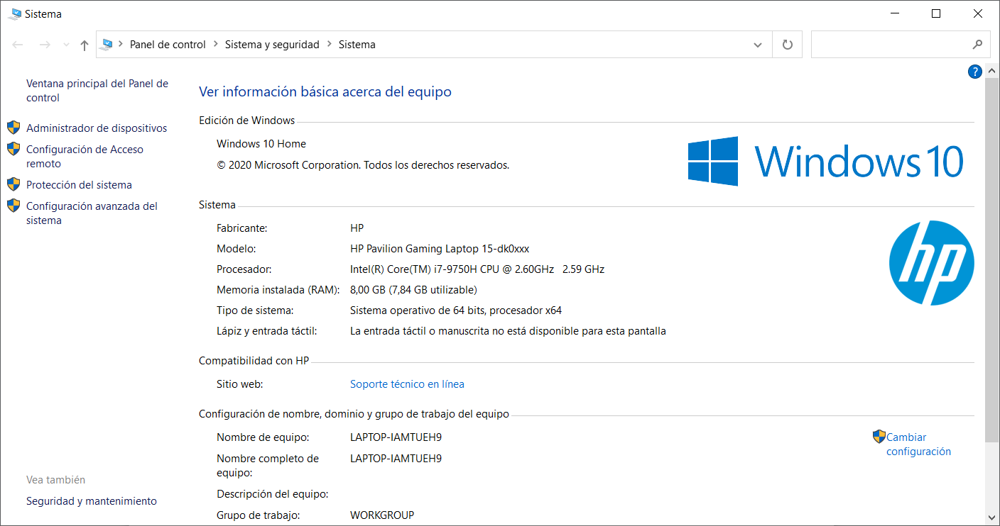 Sistema
Panel de control > Sistema y seguridad > Sistema
?
Ventana principal del Panel de
control
Administrador de dispositivos
Configuración de Acceso
remoto
Protección del sistema
Configuración avanzada del
sistema
Vea también
Seguridad y mantenimiento
Ver información básica acerca del equipo
Edición de Windows
Windows 10 Home
© 2020 Microsoft Corporation. Todos los derechos reservados.
Windows 10
Sistema
Fabricante: HP
Modelo: HP Pavilion Gaming Laptop 15-dk0xxx
Procesador: Intel(R) Core(TM) i7-9750H CPU @ 2.60GHz 2.59 GHz
Memoria instalada (RAM): 8,00 GB (7,84 GB utilizable)
Tipo de sistema: Sistema operativo de 64 bits, procesador x64
Lápiz y entrada táctil: La entrada táctil o manuscrita no está disponible para esta pantalla
hp
Compatibilidad con HP
Sitio web: Soporte técnico en línea
Configuración de nombre, dominio y grupo de trabajo del equipo
Nombre de equipo: LAPTOP-IAMTUEH9
Cambiar
configuración
Nombre completo de
equipo: LAPTOP-IAMTUEH9
Descripción del equipo:
Grupo de trabajo: WORKGROUP